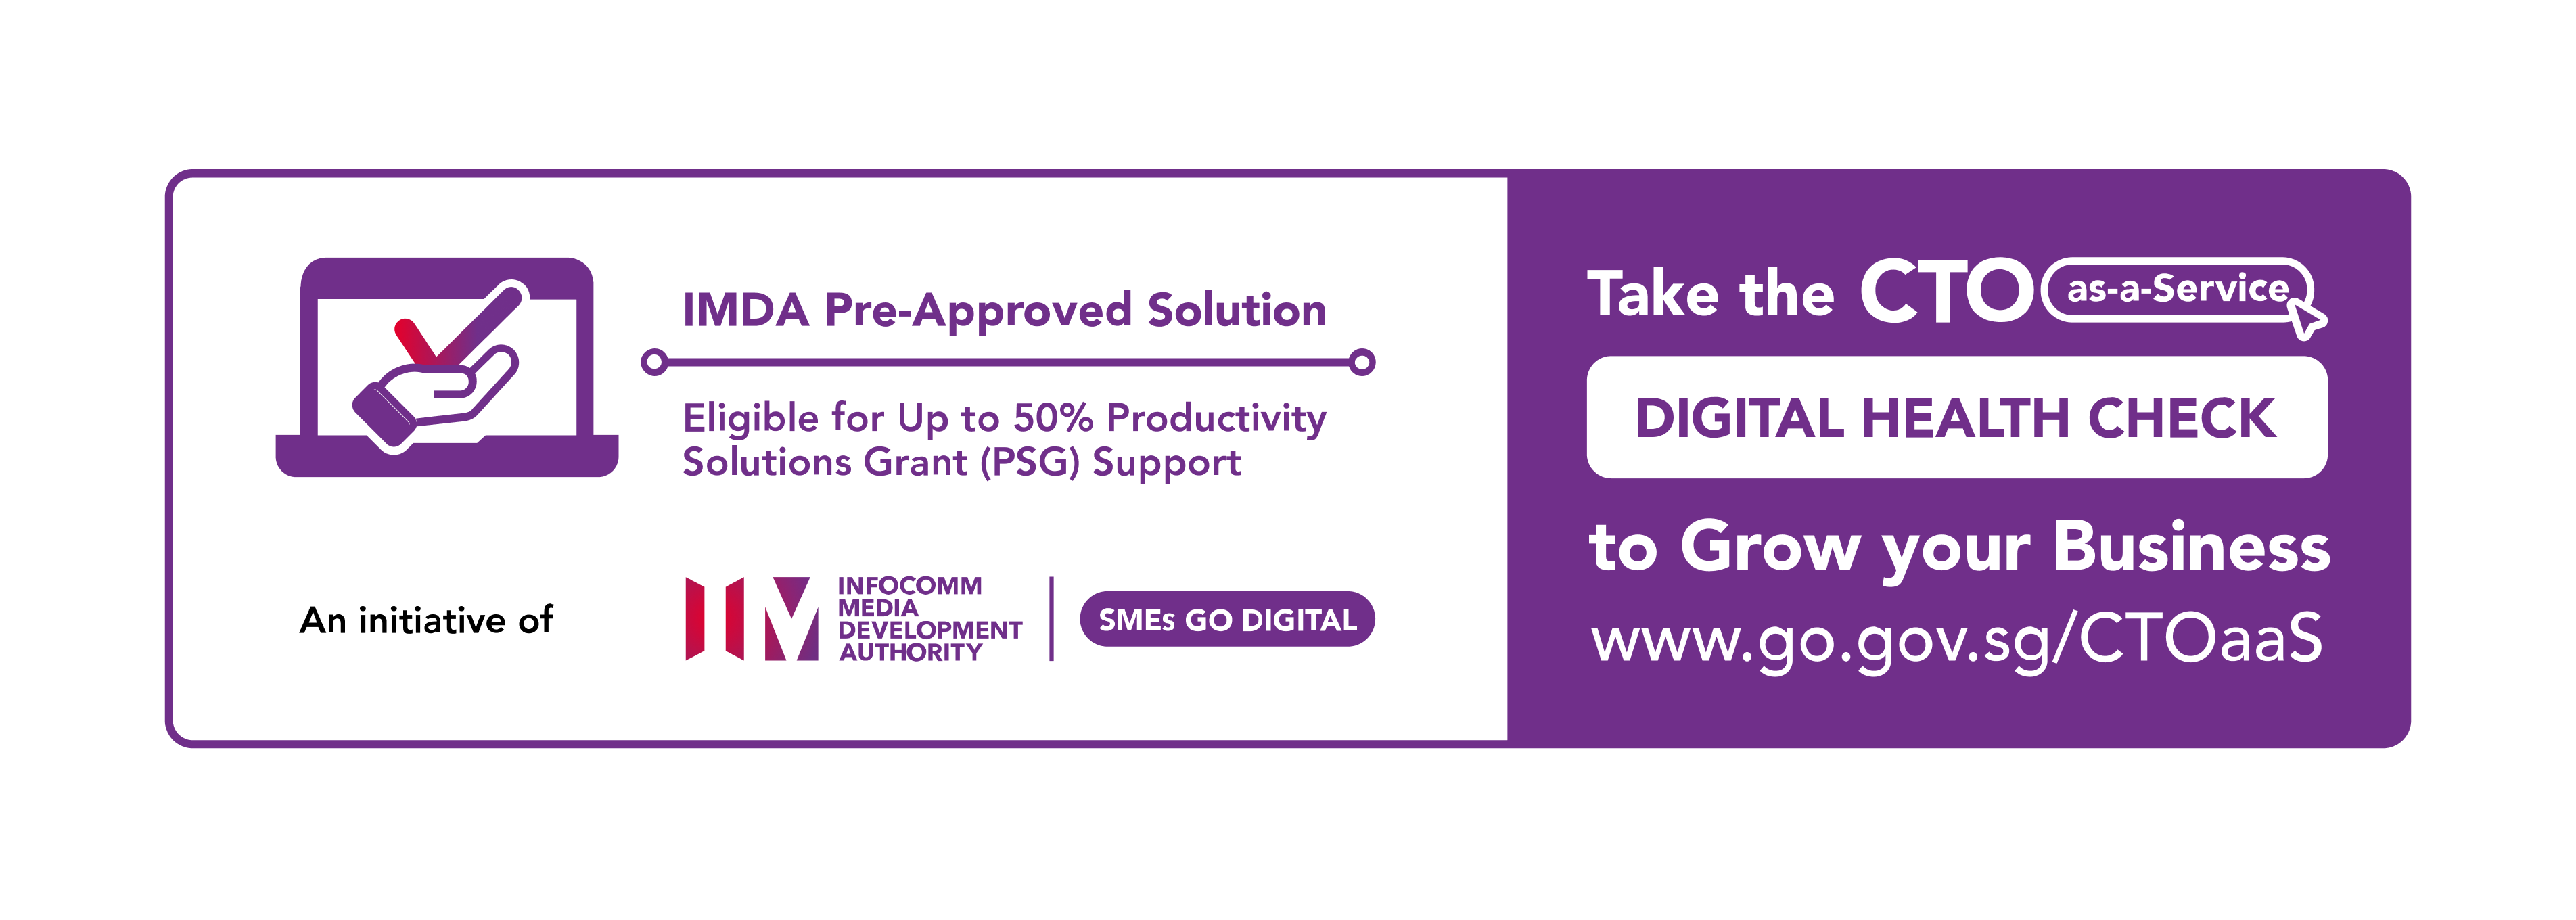 IMDA Pre-Approved Solution
Eligible for Up to 50% Productivity
Solutions Grant (PSG) Support
An initiative of
INFOCOMM
MEDIA
DEVELOPMENT
AUTHORITY
SMEs GO DIGITAL
Take the CTO as-a-Service
DIGITAL HEALTH CHECK
to Grow your Business
www.go.gov.sg/CTOaaS